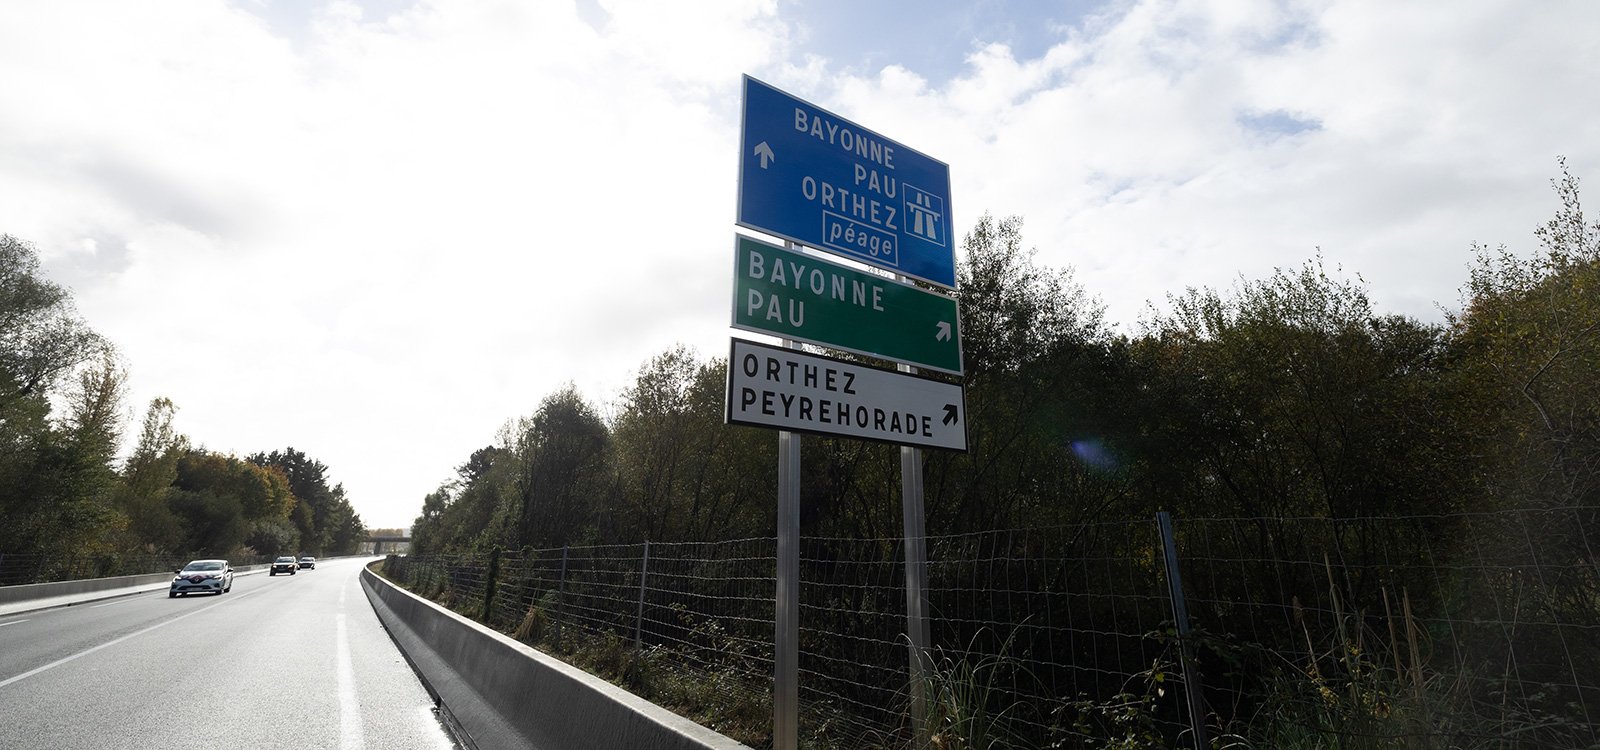 BAYONNE
PAU
ORTHEZ
péage
BAYONNE
PAU
ORTHEZ
PEYREHORADE